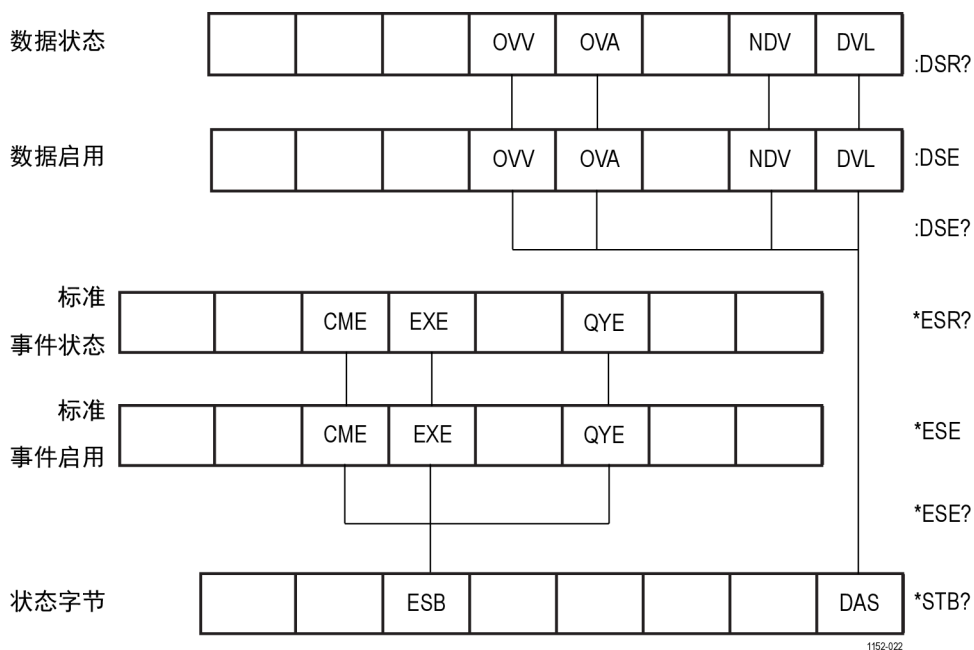 数据状态 OVV OVA NDV DVL :DSR?
数据启用 OVV OVA NDV DVL :DSE
:DSE?
标准
事件状态 CME EXE QYE *ESR?
标准
事件启用 CME EXE QYE *ESE
*ESE?
状态字节 ESB DAS *STB?
1152-022